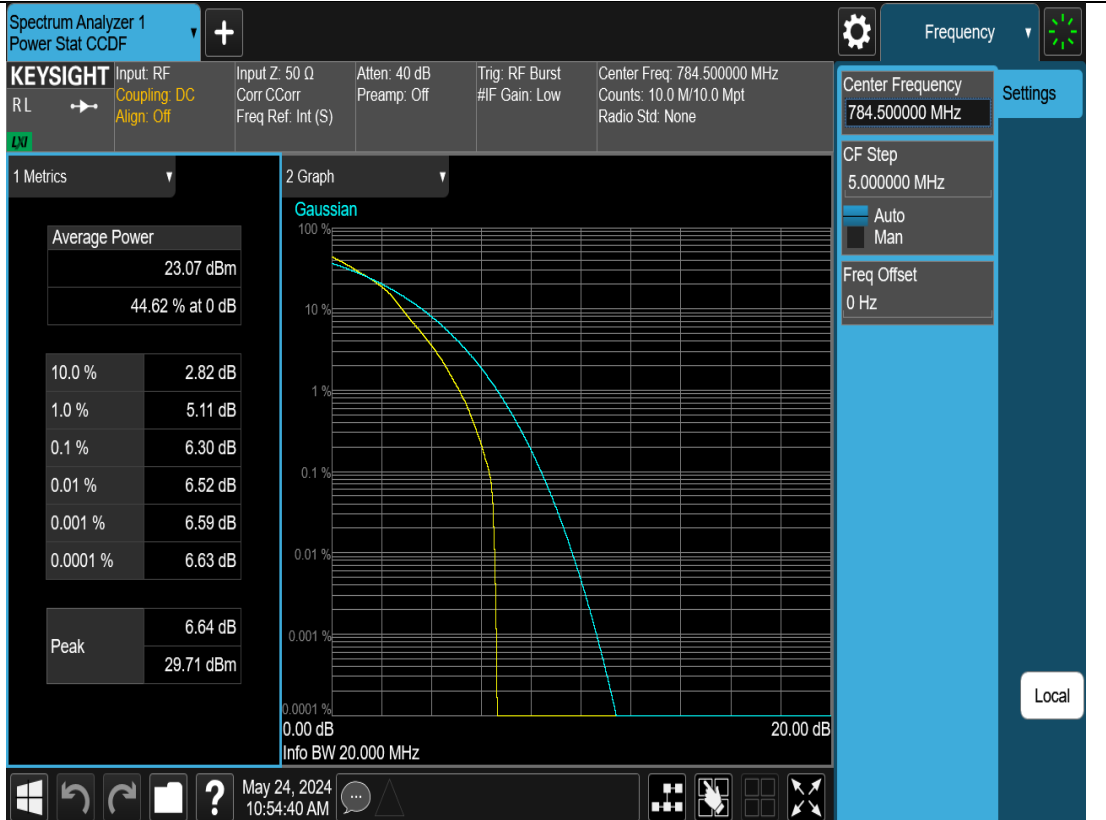 Spectrum Analyzer 1
Power Stat CCDF
Frequency
KEYSIGHT
RL
LXI
Input: RF
Coupling: DC
Align: Off
Input Z: 50 Ω
Corr CCorr
Freq Ref: Int (S)
Atten: 40 dB
Preamp: Off
Trig: RF Burst
#IF Gain: Low
Center Freq: 784.500000 MHz
Counts: 10.0 M/10.0 Mpt
Radio Std: None
Center Frequency
784.500000 MHz
Settings
CF Step
5.000000 MHz
Auto
Man
Freq Offset
0 Hz
1 Metrics
Average Power
23.07 dBm
44.62 % at 0 dB
10.0 % 2.82 dB
1.0 % 5.11 dB
0.1 % 6.30 dB
0.01 % 6.52 dB
0.001 % 6.59 dB
0.0001 % 6.63 dB
Peak 6.64 dB
29.71 dBm
2 Graph
Gaussian
100 %
10 %
1 %
0.1 %
0.01 %
0.001 %
0.0001 %
0.00 dB 20.00 dB
Info BW 20.000 MHz
Local
?
May 24, 2024
10:54:40 AM